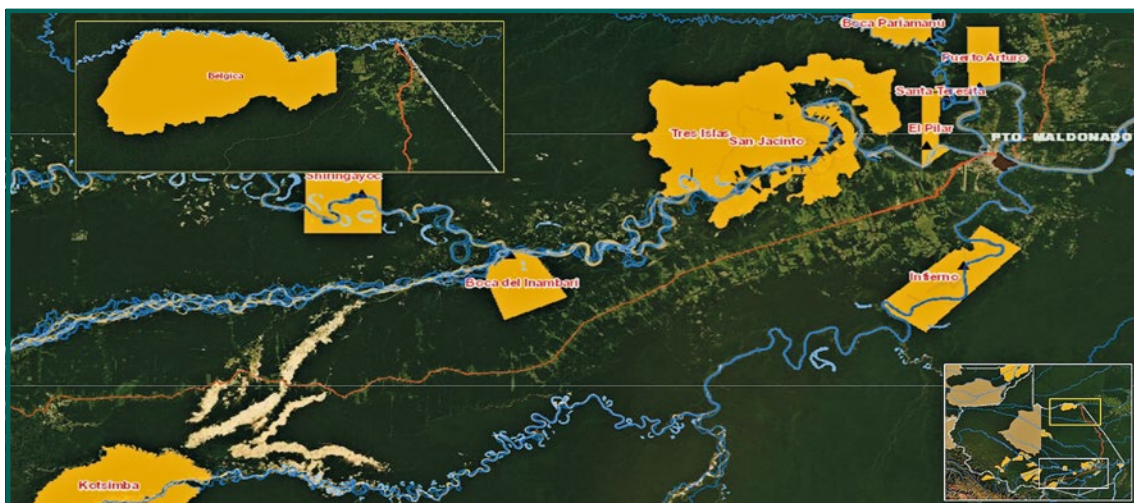 Belgica
Boca Pariamanu
Puerto Arturo
Santa Teresita
Tres Islas
San Jacinto
El Pilar
PTO. MALDONADO
Shiringayoc
Boca del Inambari
Infierno
Kotsimba